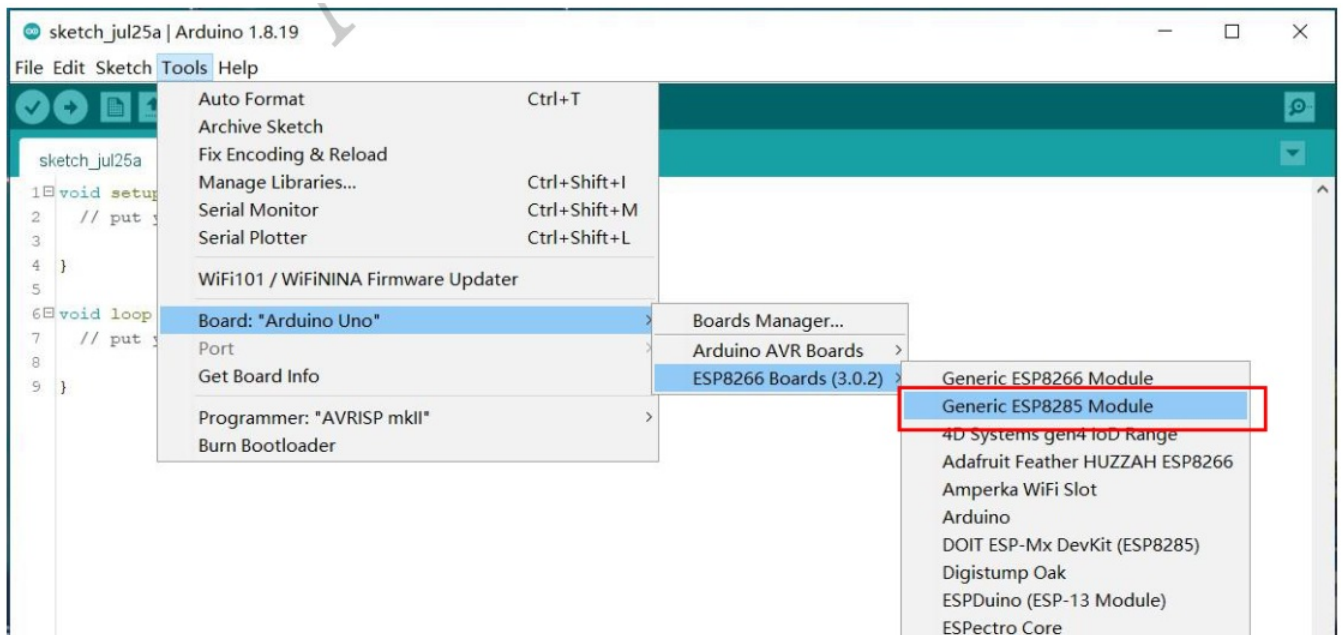 sketch_jul25a | Arduino 1.8.19
File Edit Sketch Tools Help
Auto Format Ctrl+T
Archive Sketch
Fix Encoding & Reload
Manage Libraries... Ctrl+Shift+I
Serial Monitor Ctrl+Shift+M
Serial Plotter Ctrl+Shift+L
WiFi101 / WiFiNINA Firmware Updater
Board: "Arduino Uno"
Port
Get Board Info
Programmer: "AVRISP mkII"
Burn Bootloader
sketch_jul25a
1 void setup
2 // put
3
4 }
5
6 void loop
7 // put
8
9 }
Boards Manager...
Arduino AVR Boards
ESP8266 Boards (3.0.2)
Generic ESP8266 Module
Generic ESP8285 Module
4D Systems gen4 IoD Range
Adafruit Feather HUZZAH ESP8266
Amperka WiFi Slot
Arduino
DOIT ESP-Mx DevKit (ESP8285)
Digistump Oak
ESPDuino (ESP-13 Module)
ESPectro Core